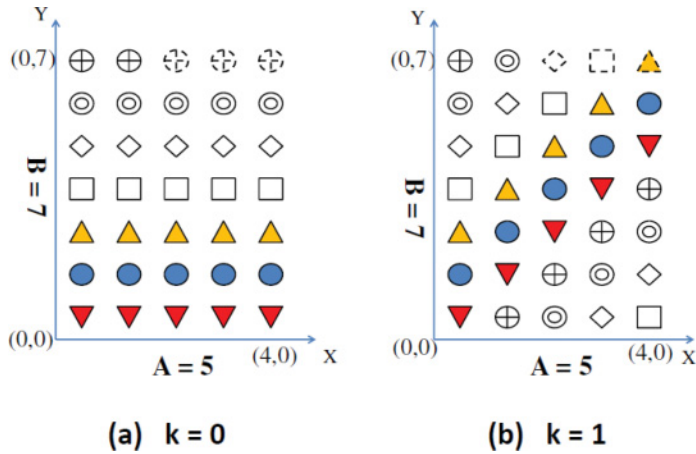 Y
(0,7)
B = 7
(0,0)
A = 5
(4,0)
X
(a) k = 0
Y
(0,7)
B = 7
(0,0)
A = 5
(4,0)
X
(b) k = 1